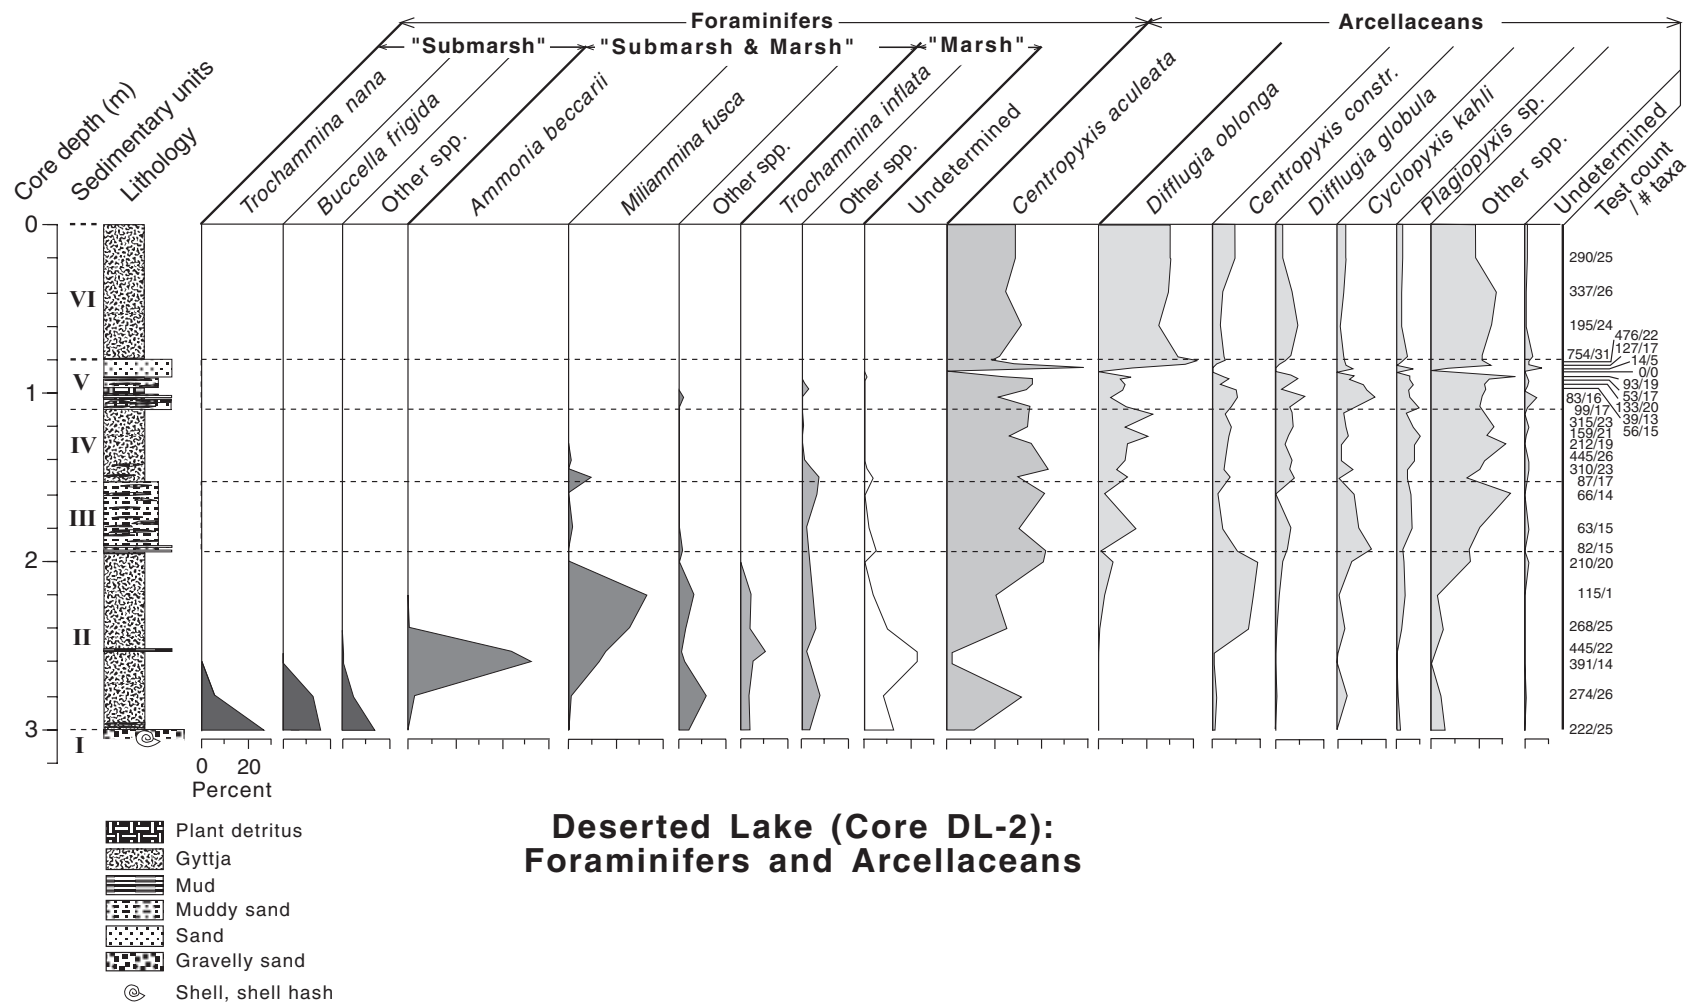 Foraminifers
Arcellaceans
"Submarsh"
"Submarsh & Marsh"
"Marsh"
Core depth (m)
Sedimentary units
Lithology
Trochammina nana
Buccella frigida
Other spp.
Ammonia beccarii
Miliammina fusca
Other spp.
Trochammina inflata
Other spp.
Undetermined
Centropyxis aculeata
Difflugia oblonga
Centropyxis constr.
Difflugia globula
Cyclopyxis kahli
Plagiopyxis sp.
Other spp.
Undetermined
Test count
/ # taxa
0
1
2
3
VI
V
IV
III
II
I
290/25
337/26
195/24
476/22
127/17
754/31
14/5
0/0
93/19
53/17
83/16
133/20
99/17
39/13
315/23
56/15
159/21
212/19
445/26
310/23
87/17
66/14
63/15
82/15
210/20
115/1
268/25
445/22
391/14
274/26
222/25
0 20
Percent
Plant detritus
Gyttja
Mud
Muddy sand
Sand
Gravelly sand
Shell, shell hash
Deserted Lake (Core DL-2):
Foraminifers and Arcellaceans